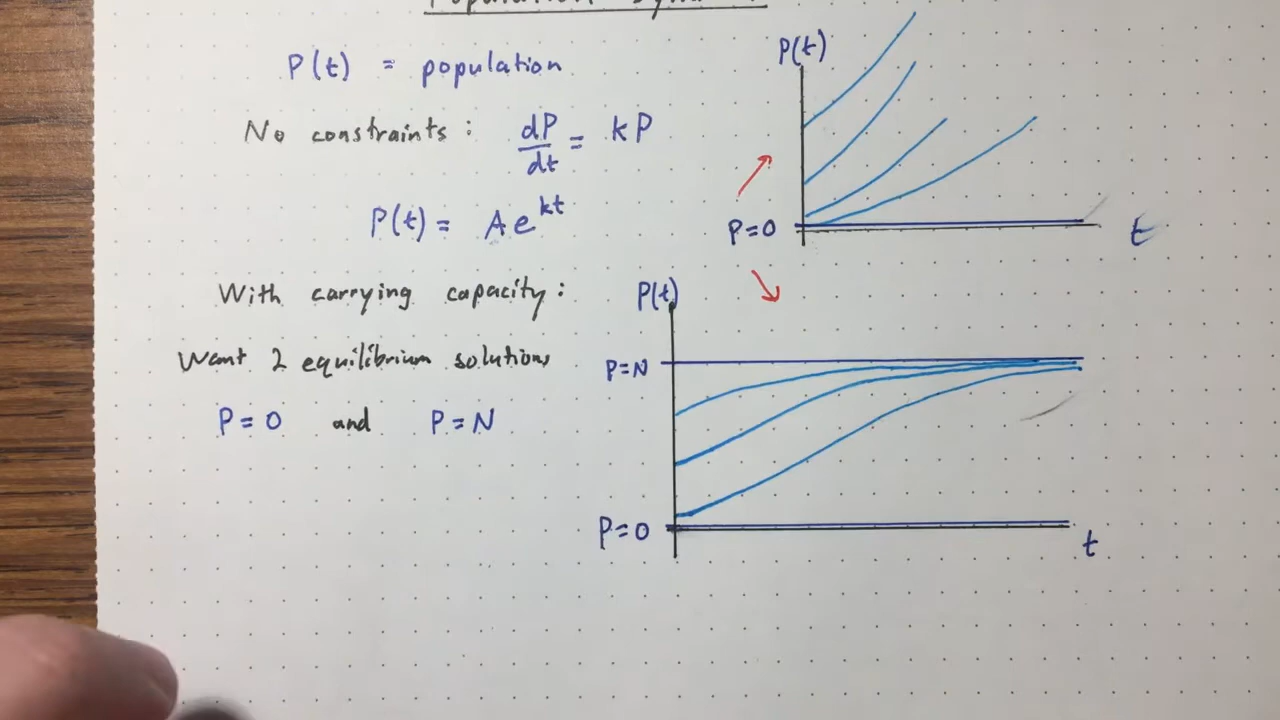 Population
P(t) = population
No constraints: dP/dt = kP
P(t) = Ae^kt
With carrying capacity:
Want 2 equilibrium solutions
P=0 and P=N
P(t)
P=0
t
P(t)
P=N
P=0
t